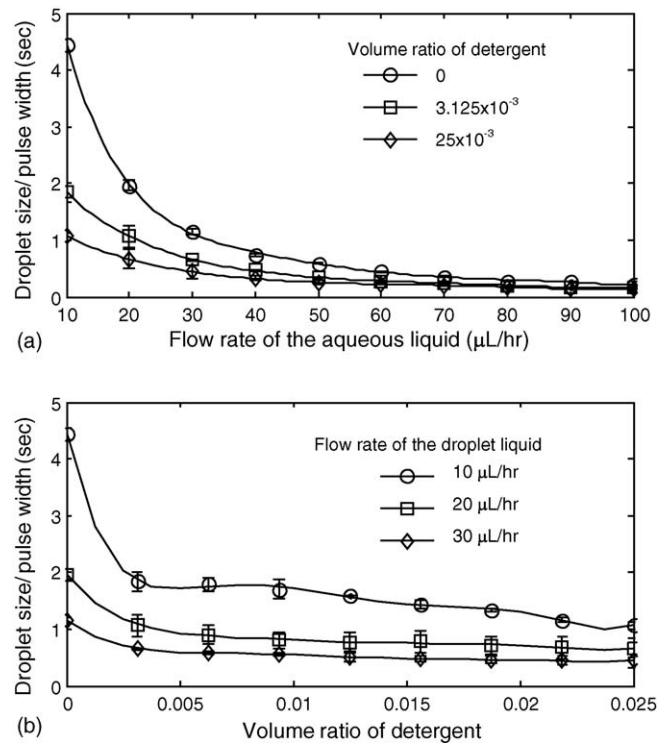 5
4
3
2
1
0
Droplet size/ pulse width (sec)
Volume ratio of detergent
0
3.125x10⁻³
25x10⁻³
10 20 30 40 50 60 70 80 90 100
(a) Flow rate of the aqueous liquid (μL/hr)
5
4
3
2
1
0
Droplet size/ pulse width (sec)
Flow rate of the droplet liquid
10 μL/hr
20 μL/hr
30 μL/hr
0 0.005 0.01 0.015 0.02 0.025
(b) Volume ratio of detergent